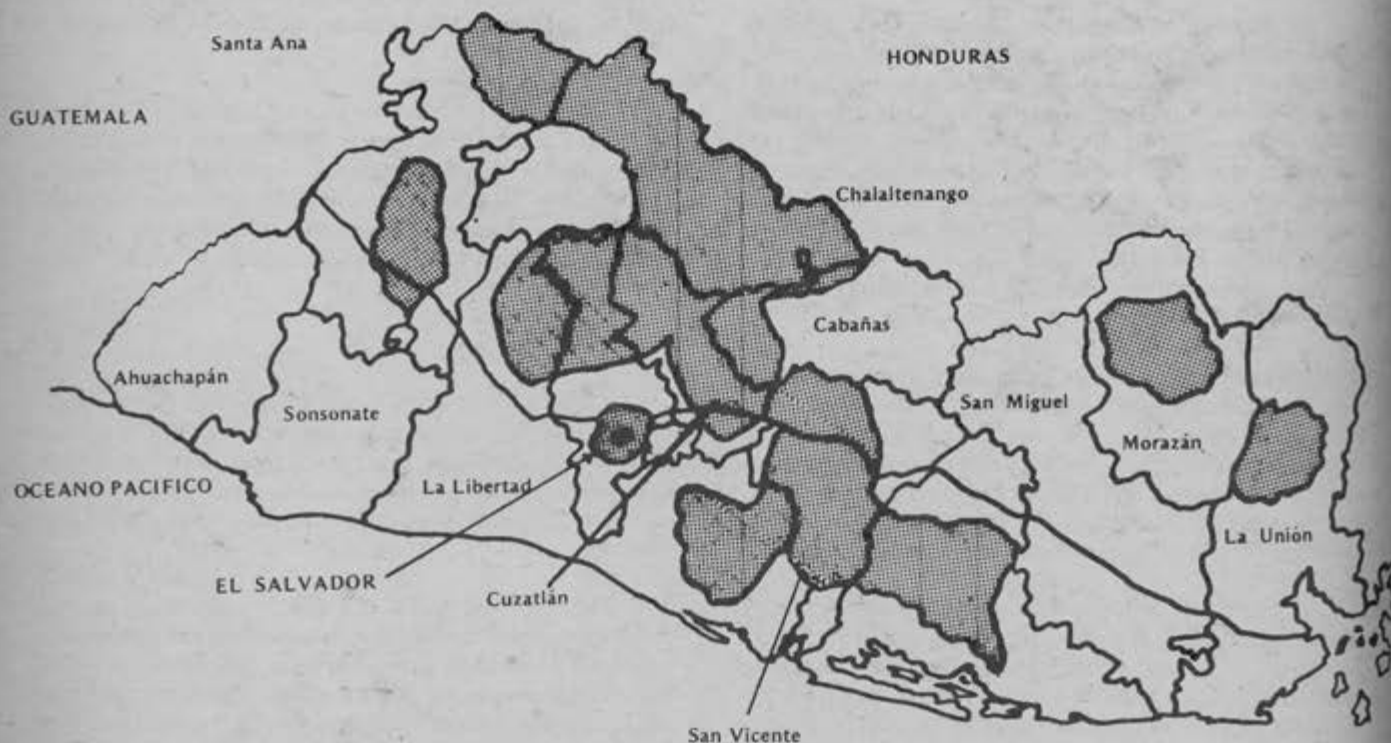 Santa Ana
HONDURAS
GUATEMALA
Chalaltenango
Cabañas
Ahuachapán
Sonsonate
San Miguel
Morazán
OCEANO PACIFICO
La Libertad
La Unión
EL SALVADOR
Cuzatlán
San Vicente